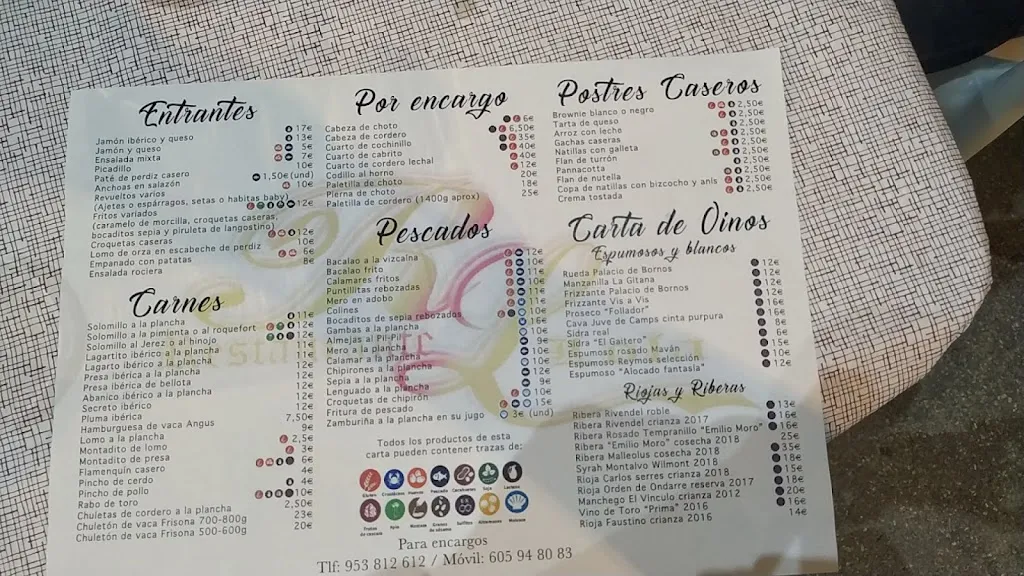 Entrantes
Jamón ibérico y queso 17€
Jamón y queso 13€
Ensalada mixta 5€
Picadillo 7€
Paté de perdiz casero 10€
Anchoas en salazón 1,50€ (und)
Revueltos varios 10€
(Ajetes o espárragos, setas o habitas baby)
Fritos variados 12€
(caramelo de morcilla, croquetas caseras,
bocaditos sepia y piruleta de langostino)
Croquetas caseras 12€
Lomo de orza en escabeche de perdiz 10€
Empanado con patatas 6€
Ensalada rociera 8€
Carnes
Solomillo a la plancha 11€
Solomillo a la pimienta o al roquefort 12€
Solomillo al Jerez o al hinojo 12€
Lagartito ibérico a la plancha 11€
Lagarto ibérico a la plancha 12€
Presa ibérica a la plancha 12€
Presa ibérica de bellota 12€
Abanico ibérico a la plancha 12€
Secreto ibérico 12€
Pluma ibérica 12€
Hamburguesa de vaca Angus 7,50€
Lomo a la plancha 9€
Montadito de lomo 2,5€
Montadito de presa 3€
Flamenquín casero 6€
Pincho de cerdo 4€
Pincho de pollo 4€
Rabo de toro 10€
Chuletas de cordero a la plancha 2,50€
Chuletón de vaca Frisona 700-800g 23€
Chuletón de vaca Frisona 500-600g 20€
Por encargo
Cabeza de choto 6€
Cabeza de cordero 6,50€
Cuarto de cochinillo 35€
Cuarto de cabrito 40€
Cuarto de cordero lechal 40€
Codillo al horno 12€
Paletilla de choto 20€
Pierna de choto 18€
Paletilla de cordero (1400g aprox) 25€
Pescados
Bacalao a la vizcaina 12€
Bacalao frito 10€
Calamares fritos 11€
Puntillitas rebozadas 10€
Mero en adobo 11€
Colines 11€
Bocaditos de sepia rebozados 10€
Gambas a la plancha 16€
Almejas al Pil-Pil 10€
Mero a la plancha 9€
Calamar a la plancha 10€
Chipirones a la plancha 12€
Sepia a la plancha 12€
Lenguado a la plancha 9€
Croquetas de chipirón 10€
Fritura de pescado 15€
Zamburiña a la plancha en su jugo 3€ (und)
Todos los productos de esta
carta pueden contener trazas de:
Gluten Crustáceos Huevos Pescado Cacahuetes Soja Lácteos
Frutos de cáscara Apio Mostaza Granos de sésamo Sulfitos Altramuces Moluscos
Para encargos
Tlf: 953 812 612 / Móvil: 605 94 80 83
Postres Caseros
Brownie blanco o negro 2,50€
Tarta de queso 2,50€
Arroz con leche 2,50€
Gachas caseras 2,50€
Natillas con galleta 2,50€
Flan de turrón 2,50€
Pannacotta 2,50€
Flan de nutella 2,50€
Copa de natillas con bizcocho y anís 2,50€
Crema tostada 2,50€
Carta de Vinos
Espumosos y blancos
Rueda Palacio de Bornos 12€
Manzanilla La Gitana 12€
Frizzante Palacio de Bornos 12€
Frizzante Vis a Vis 16€
Proseco "Follador" 12€
Cava Juve de Camps cinta purpura 16€
Sidra real 8€
Sidra "El Gaitero" 6€
Espumoso rosado Mavàn 15€
Espumoso Reymos selección 10€
Espumoso "Alocado fantasía" 12€
Riojas y Riberas
Ribera Rivendel roble 13€
Ribera Rivendel crianza 2017 16€
Ribera Rosado Tempranillo "Emilio Moro" 16€
Ribera "Emilio Moro" cosecha 2018 25€
Ribera Malleolus cosecha 2018 35€
Syrah Montalvo Wilmont 2018 18€
Rioja Carlos serres crianza 2018 15€
Rioja Orden de Ondarre reserva 2017 18€
Manchego El Vínculo crianza 2012 20€
Vino de Toro "Prima" 2016 16€
Rioja Faustino crianza 2016 14€